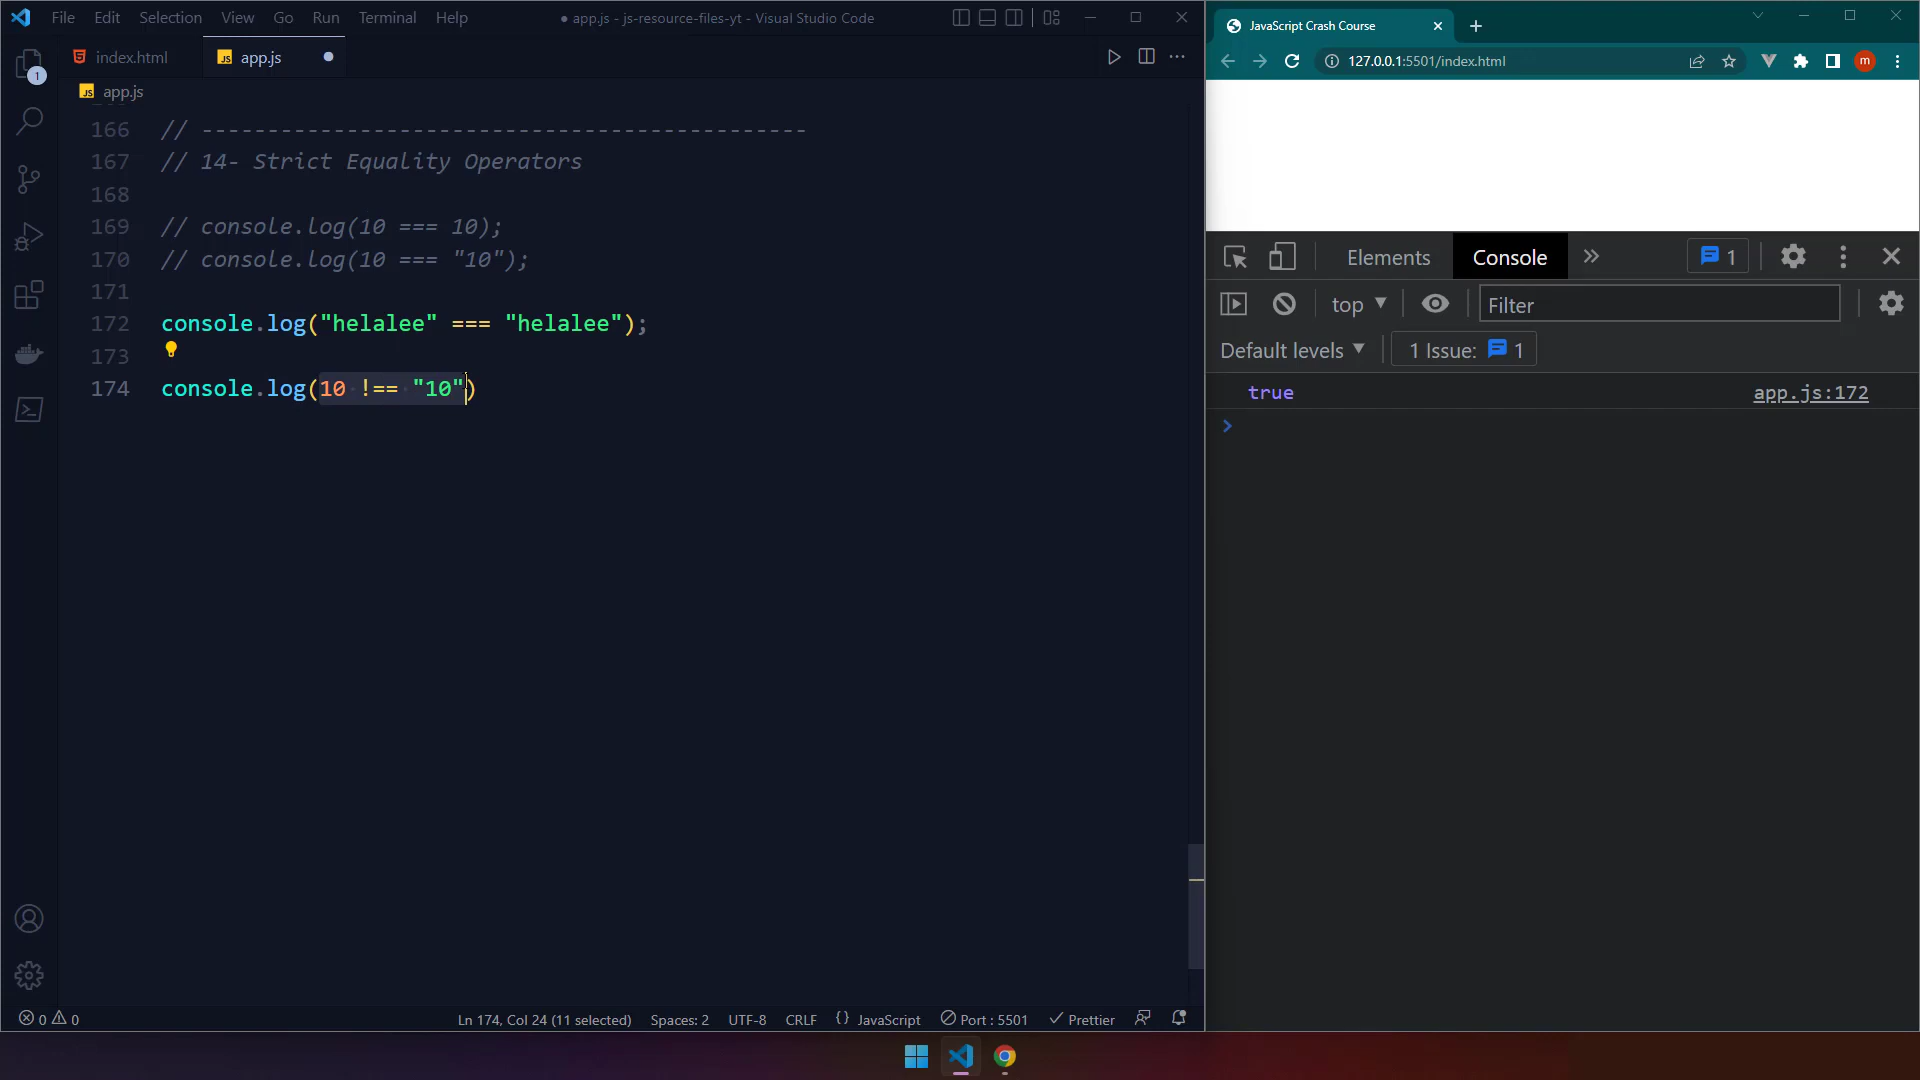 File Edit Selection View Go Run Terminal Help
● app.js - js-resource-files-yt - Visual Studio Code
index.html
JS app.js
JS app.js
1
166 // ----------------------------------------------
167 // 14- Strict Equality Operators
168
169 // console.log(10 === 10);
170 // console.log(10 === "10");
171
172 console.log("helalee" === "helalee");
173
174 console.log(10 !== "10")
0 0
Ln 174, Col 24 (11 selected) Spaces: 2 UTF-8 CRLF {} JavaScript Port : 5501 Prettier
JavaScript Crash Course
127.0.0.1:5501/index.html
m
Elements Console 1
top Filter
Default levels 1 Issue: 1
true app.js:172